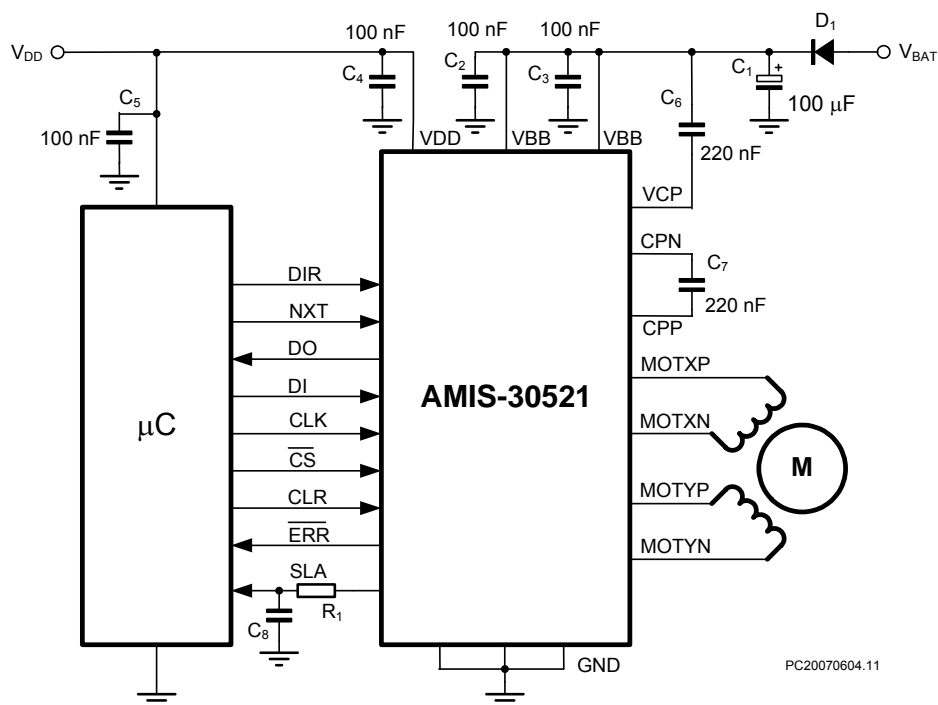 100 nF 100 nF 100 nF D1
VDD VBAT
C4 C2 C3 C1 +
C5 C6 100 μF
100 nF VDD VBB VBB 220 nF
VCP
CPN
C7
DIR
220 nF
NXT
CPP
DO
MOTXP
DI
AMIS-30521
μC
CLK
MOTXN
CS
M
CLR
MOTYP
ERR
MOTYN
SLA
R1
C8
GND
PC20070604.11